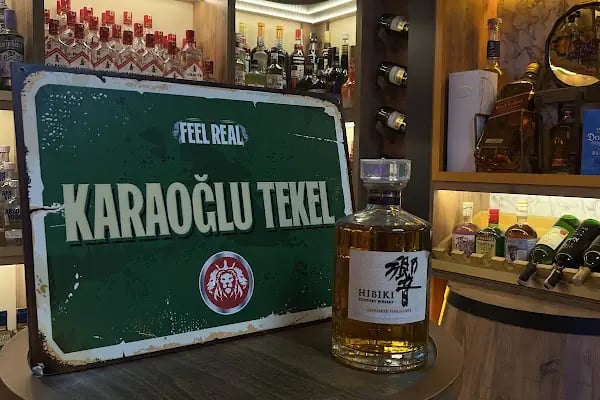 FEEL REAL
KARAOĞLU TEKEL
響
HIBIKI
SUNTORY WHISKY
JAPANESE HARMONY